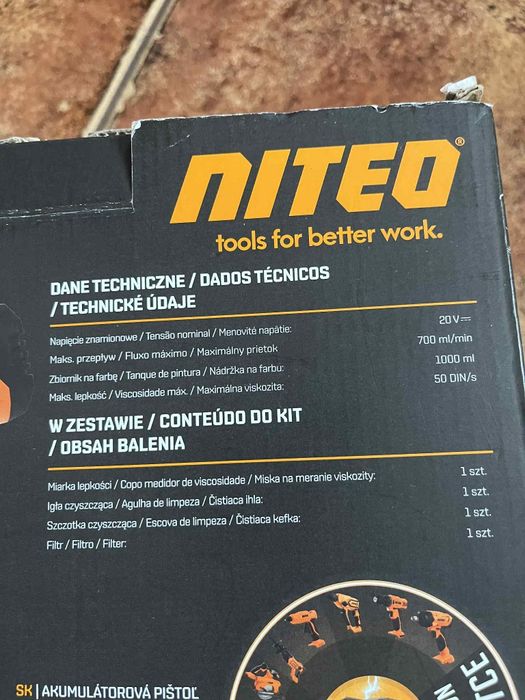 NITEO®
tools for better work.
DANE TECHNICZNE / DADOS TÉCNICOS
/ TECHNICKÉ ÚDAJE
Napięcie znamionowe / Tensão nominal / Menovité napätie: 20 V⎓
Maks. przepływ / Fluxo máximo / Maximálny prietok 700 ml/min
Zbiornik na farbę / Tanque de pintura / Nádržka na farbu: 1000 ml
Maks. lepkość / Viscosidade máx. / Maximálna viskozita: 50 DIN/s
W ZESTAWIE / CONTEÚDO DO KIT
/ OBSAH BALENIA
Miarka lepkości / Copo medidor de viscosidade / Miska na meranie viskozity: 1 szt.
Igła czyszcząca / Agulha de limpeza / Čistiaca ihla: 1 szt.
Szczotka czyszcząca / Escova de limpeza / Čistiaca kefka: 1 szt.
Filtr / Filtro / Filter: 1 szt.
SK | AKUMULÁTOROVÁ PIŠTOĽ